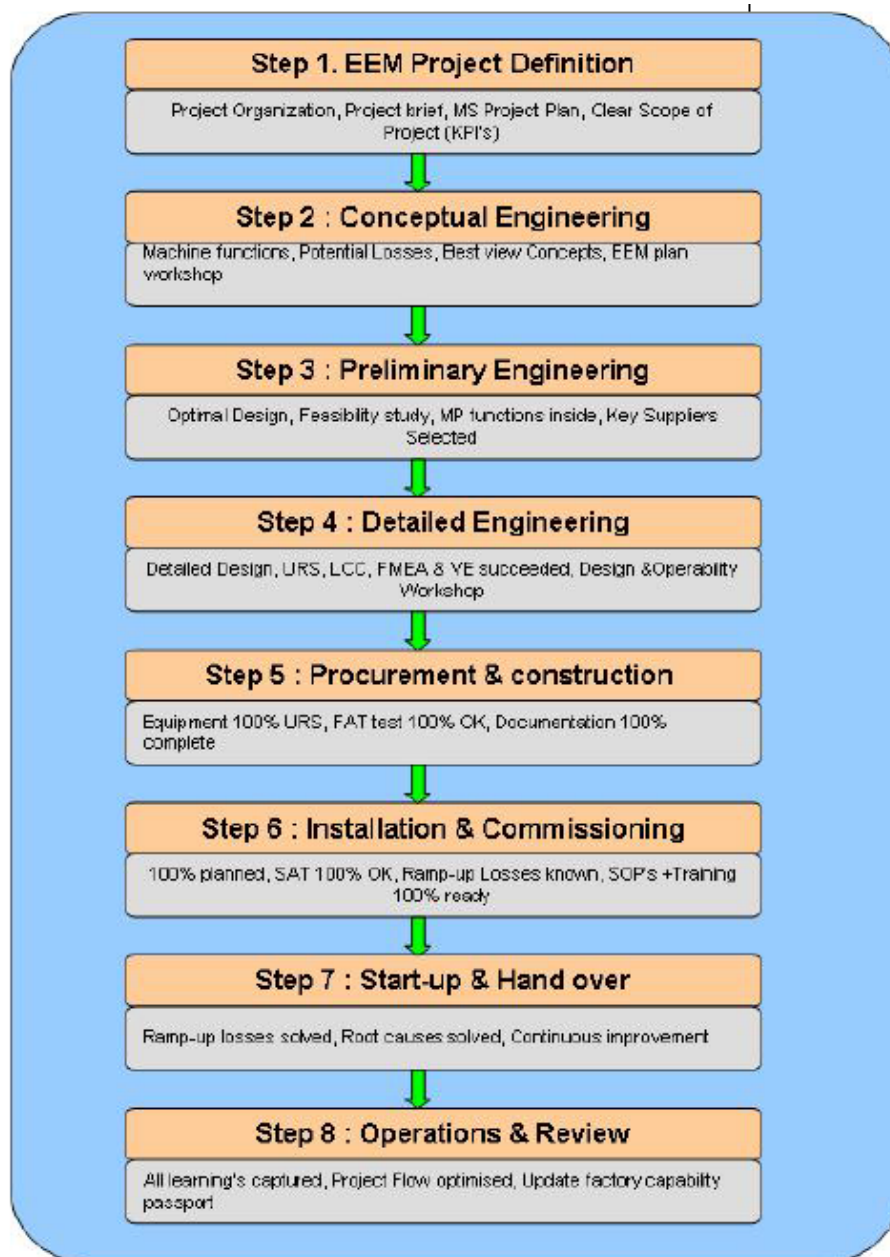 Step 1. EEM Project Definition
Project Organization, Project brief, MS Project Plan, Clear Scope of
Project (KPI's)
Step 2 : Conceptual Engineering
Machine functions, Potential Losses, Best view Concepts, EEM plan
workshop
Step 3 : Preliminary Engineering
Optimal Design, Feasibility study, MP functions inside, Key Suppliers
Selected
Step 4 : Detailed Engineering
Detailed Design, URS, LCC, FMEA & VE succeeded, Design &Operability
Workshop
Step 5 : Procurement & construction
Equipment 100% URS, FAT test 100% OK, Documentation 100%
complete
Step 6 : Installation & Commissioning
100% planned, SAT 100% OK, Ramp-up Losses known, SOP's +Training
100% ready
Step 7 : Start-up & Hand over
Ramp-up losses solved, Root causes solved, Continuous improvement
Step 8 : Operations & Review
All learning's captured, Project Flow optimised, Update factory capability
passport